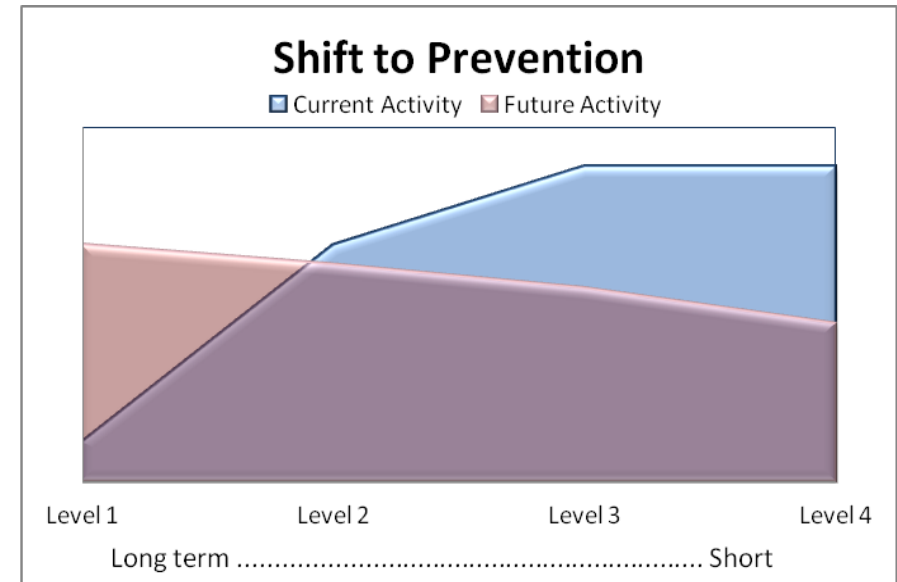 Shift to Prevention
Current Activity Future Activity
Level 1 Level 2 Level 3 Level 4
Long term .............................................................. Short